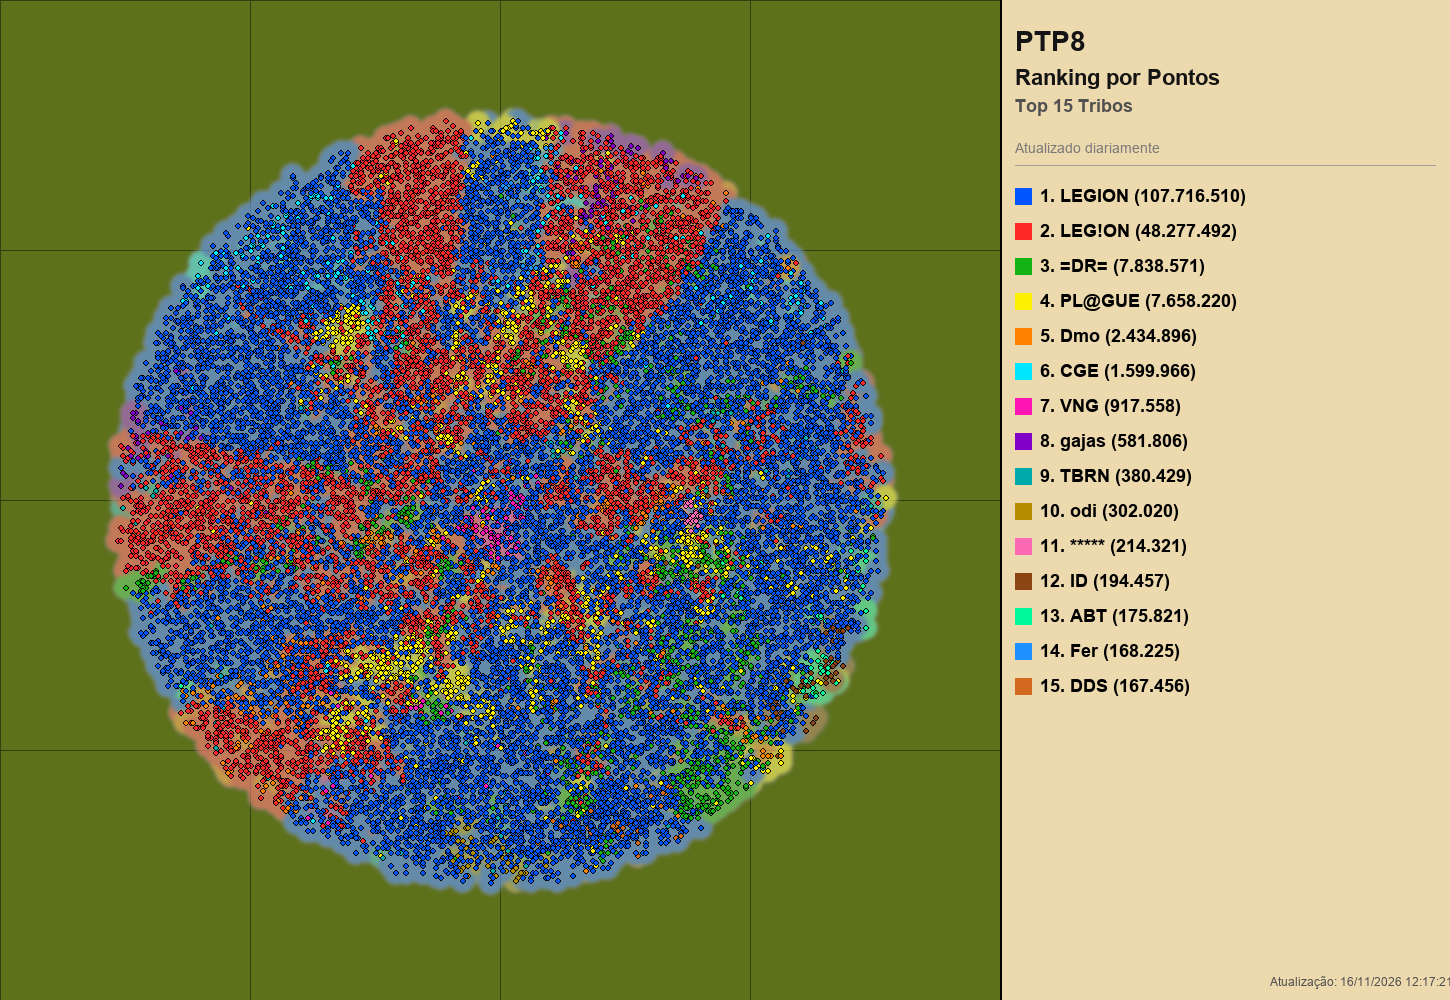 PTP8
Ranking por Pontos
Top 15 Tribos
Atualizado diariamente
1. LEGION (107.716.510)
2. LEG!ON (48.277.492)
3. =DR= (7.838.571)
4. PL@GUE (7.658.220)
5. Dmo (2.434.896)
6. CGE (1.599.966)
7. VNG (917.558)
8. gajas (581.806)
9. TBRN (380.429)
10. odi (302.020)
11. ***** (214.321)
12. ID (194.457)
13. ABT (175.821)
14. Fer (168.225)
15. DDS (167.456)
Atualização: 16/11/2026 12:17:21